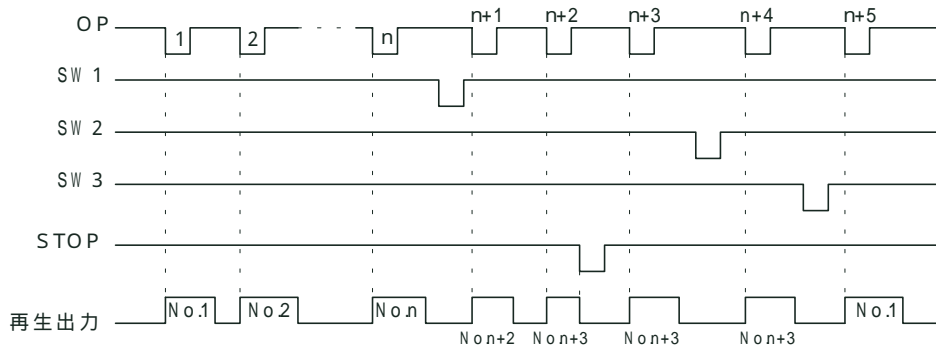 n+1 n+2 n+3 n+4 n+5
OP 1 2 n
SW 1
SW 2
SW 3
STOP
再生出力 No.1 No.2 No.n No.1
No.n+2 No.n+3 No.n+3 No.n+3